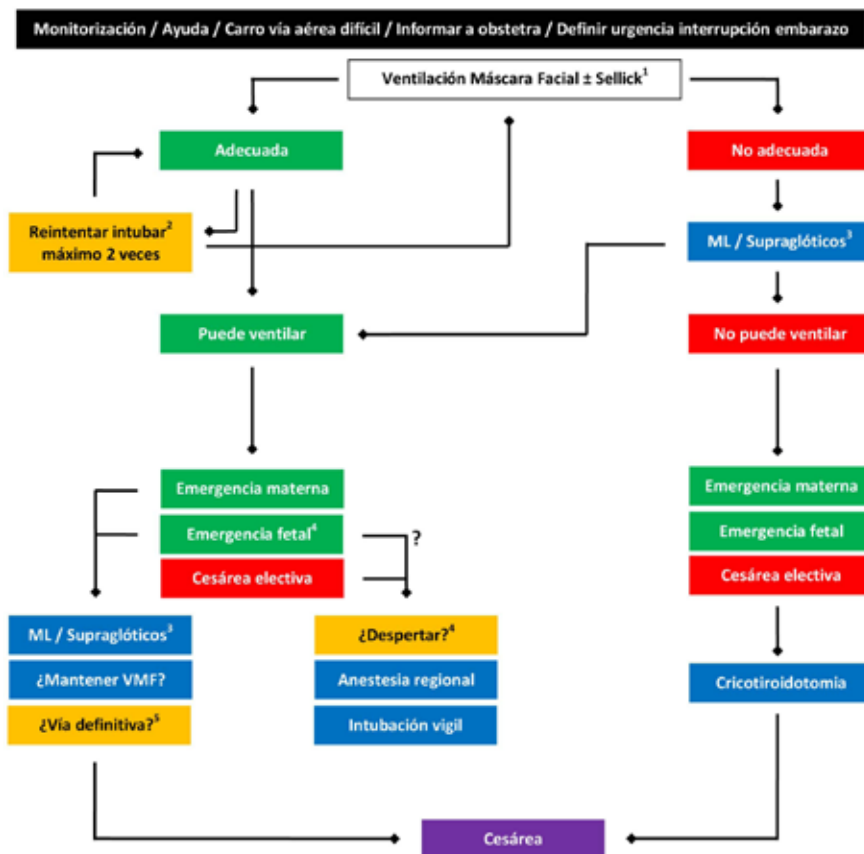 Monitorización / Ayuda / Carro vía aérea difícil / Informar a obstetra / Definir urgencia interrupción embarazo
Ventilación Máscara Facial ± Sellick¹
Adecuada
No adecuada
Reintentar intubar²
máximo 2 veces
ML / Supraglóticos³
Puede ventilar
No puede ventilar
Emergencia materna
Emergencia fetal⁴
?
Cesárea electiva
Emergencia materna
Emergencia fetal
Cesárea electiva
ML / Supraglóticos³
¿Mantener VMF?
¿Vía definitiva?⁵
¿Despertar?⁴
Anestesia regional
Intubación vigil
Cricotiroidotomia
Cesárea